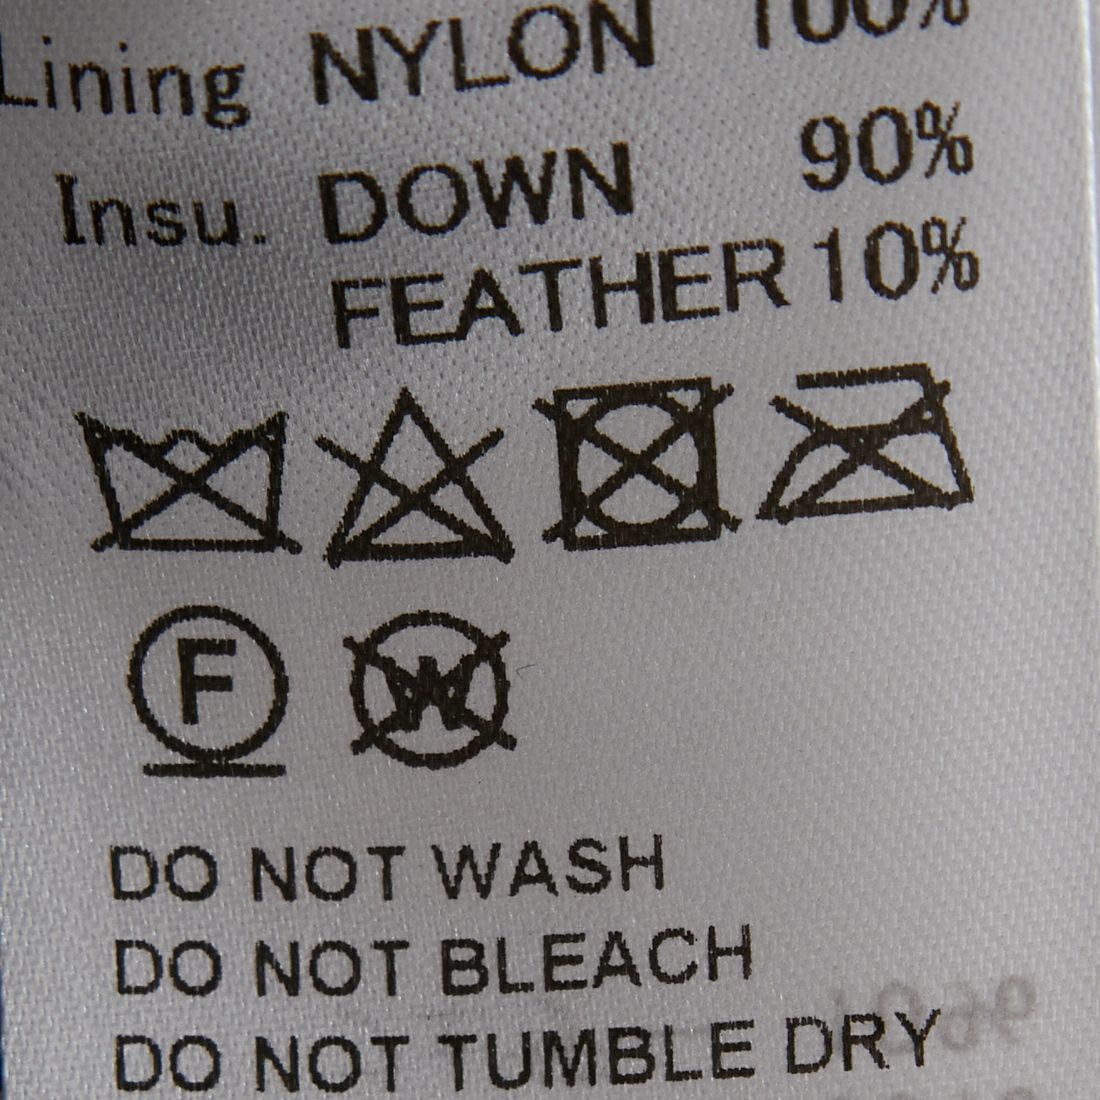 Lining NYLON 100%
Insu. DOWN 90%
FEATHER 10%
F W
DO NOT WASH
DO NOT BLEACH
DO NOT TUMBLE DRY